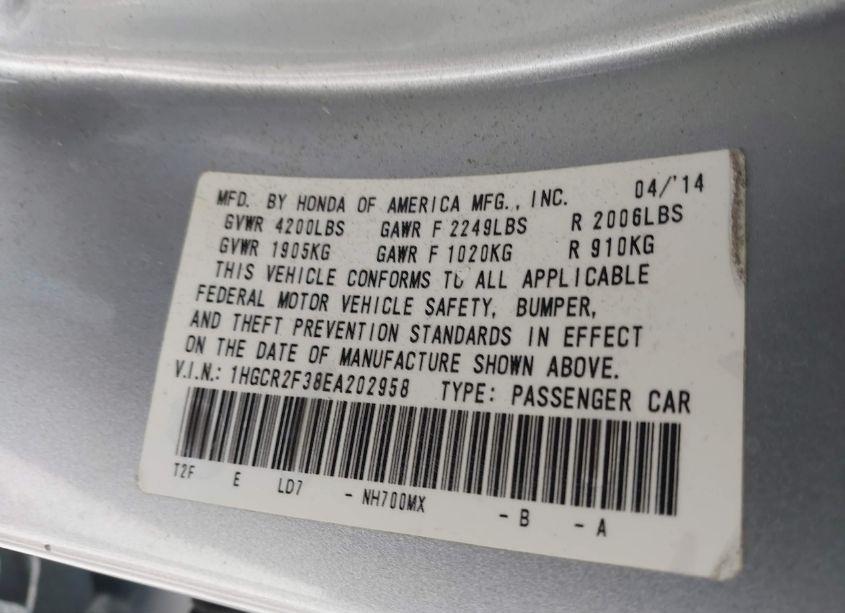 MFD. BY HONDA OF AMERICA MFG., INC. 04/'14
GVWR 4200LBS GAWR F 2249LBS R 2006LBS
GVWR 1905KG GAWR F 1020KG R 910KG
THIS VEHICLE CONFORMS TO ALL APPLICABLE
FEDERAL MOTOR VEHICLE SAFETY, BUMPER,
AND THEFT PREVENTION STANDARDS IN EFFECT
ON THE DATE OF MANUFACTURE SHOWN ABOVE.
V.I.N.: 1HGCR2F38EA202958 TYPE: PASSENGER CAR
T2F E LD7 - NH700MX - B - A